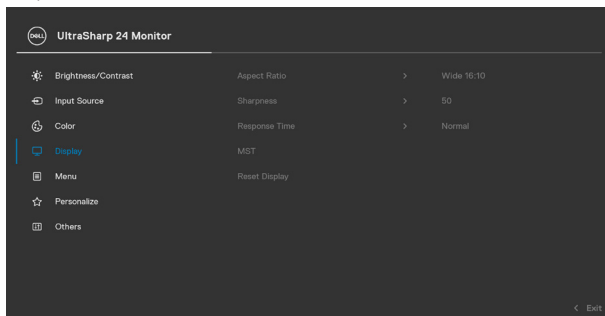 DELL UltraSharp 24 Monitor
Brightness/Contrast Aspect Ratio > Wide 16:10
Input Source Sharpness > 50
Color Response Time > Normal
Display MST
Menu Reset Display
Personalize
Others
< Exit